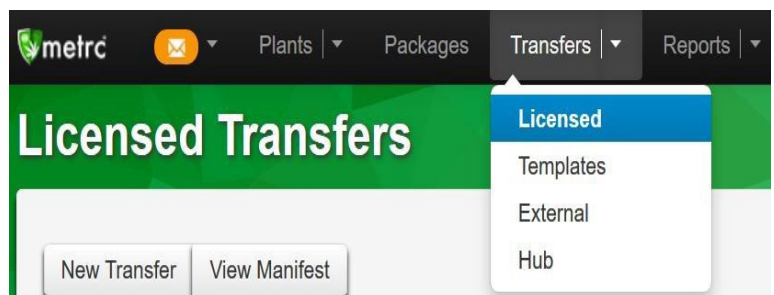 metrc Plants Packages Transfers Reports
Licensed Transfers
Licensed
Templates
External
Hub
New Transfer View Manifest